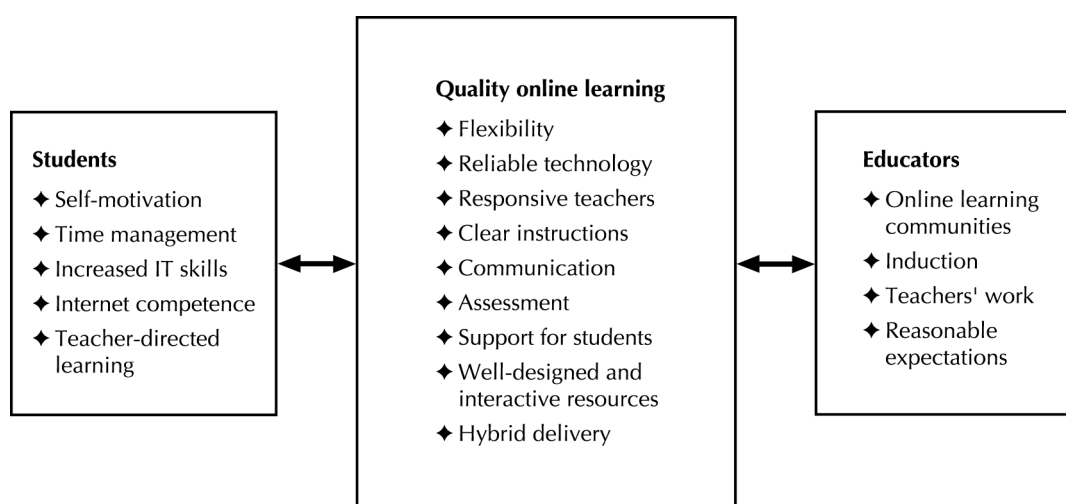 Students
✦ Self-motivation
✦ Time management
✦ Increased IT skills
✦ Internet competence
✦ Teacher-directed
learning
Quality online learning
✦ Flexibility
✦ Reliable technology
✦ Responsive teachers
✦ Clear instructions
✦ Communication
✦ Assessment
✦ Support for students
✦ Well-designed and
interactive resources
✦ Hybrid delivery
Educators
✦ Online learning
communities
✦ Induction
✦ Teachers' work
✦ Reasonable
expectations